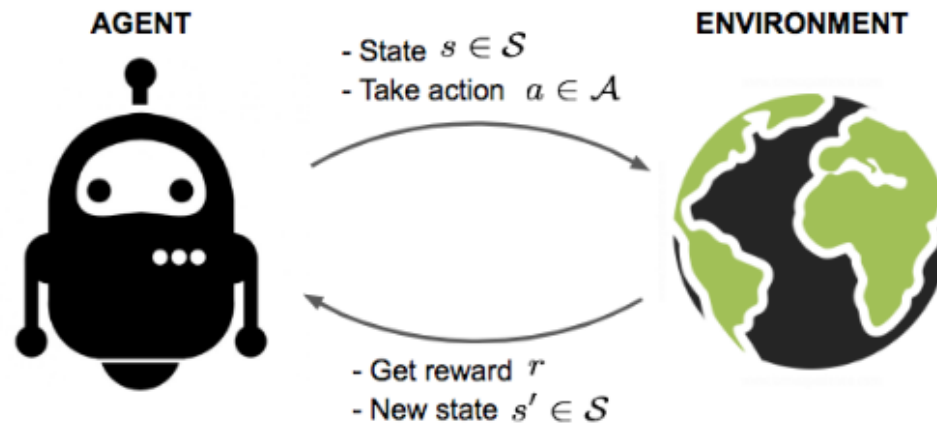 AGENT
ENVIRONMENT
- State s ∈ 𝒮
- Take action a ∈ 𝒜
- Get reward r
- New state s′ ∈ 𝒮